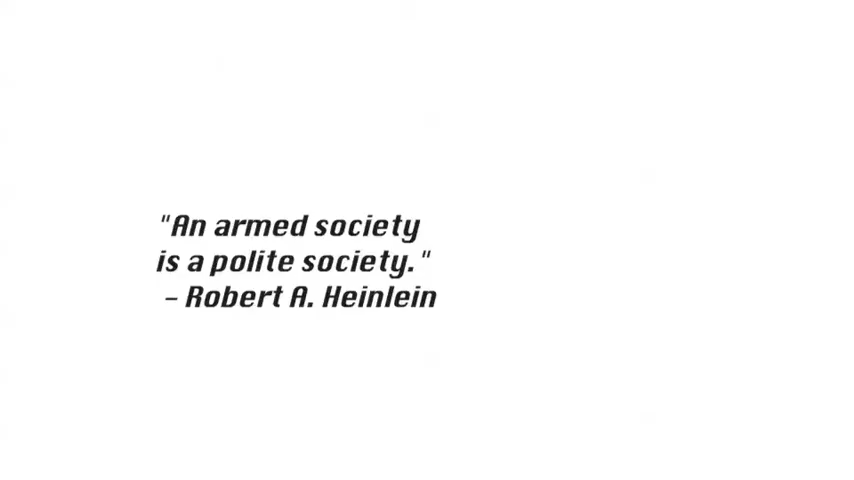 "An armed society
is a polite society."
– Robert A. Heinlein